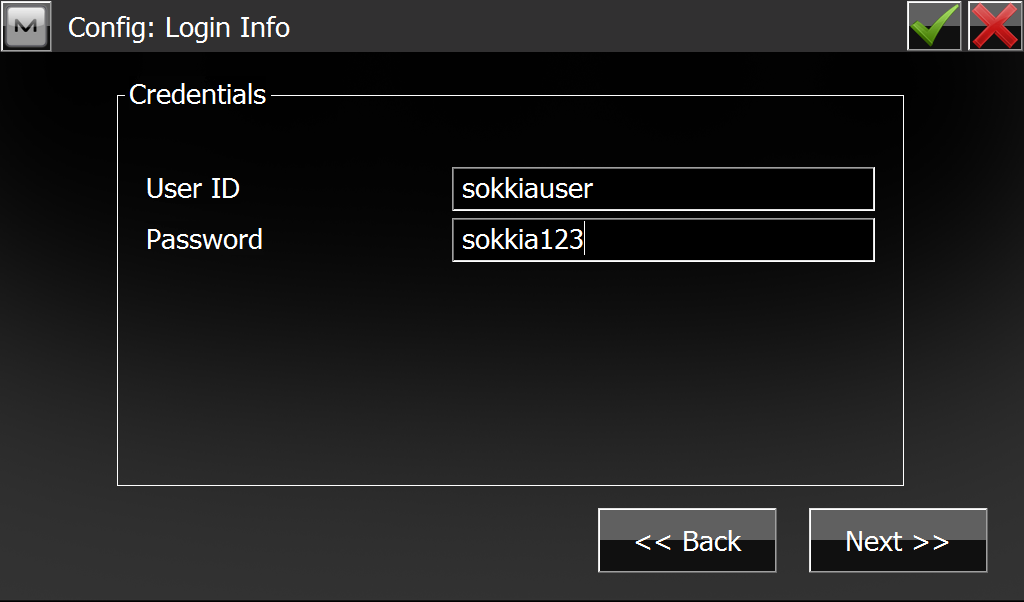 M Config: Login Info
Credentials
User ID sokkiauser
Password sokkia123
<< Back Next >>